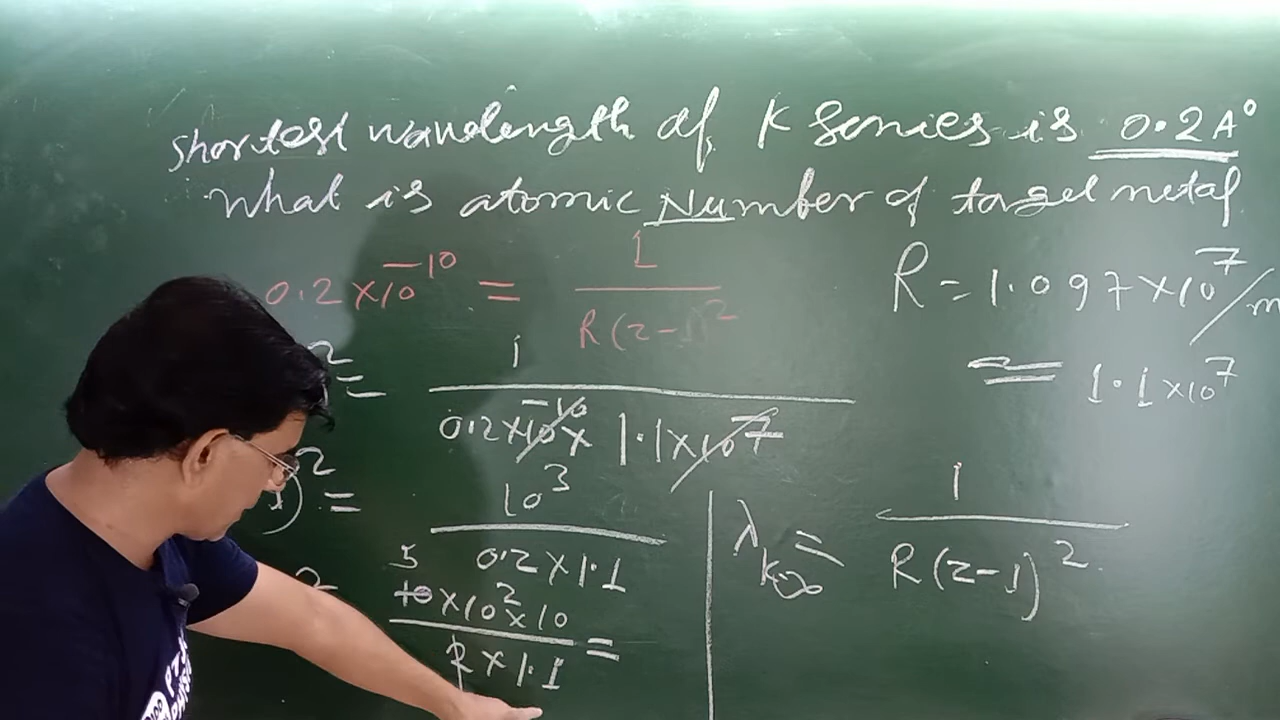 shortest wavelength of K Series is 0.2 A°
What is atomic Number of target metal
0.2 × 10⁻¹⁰ = 1 / R(z-1)²
R = 1.097 × 10⁷/m
= 1.1 × 10⁷
² = 1 / 0.2 × 10⁻¹⁰ × 1.1 × 10⁷
)² = 10³ / 0.2 × 1.1
2 5 10 × 10² × 10 / 2 × 1.1 =
λK∞ = 1 / R(z-1)²